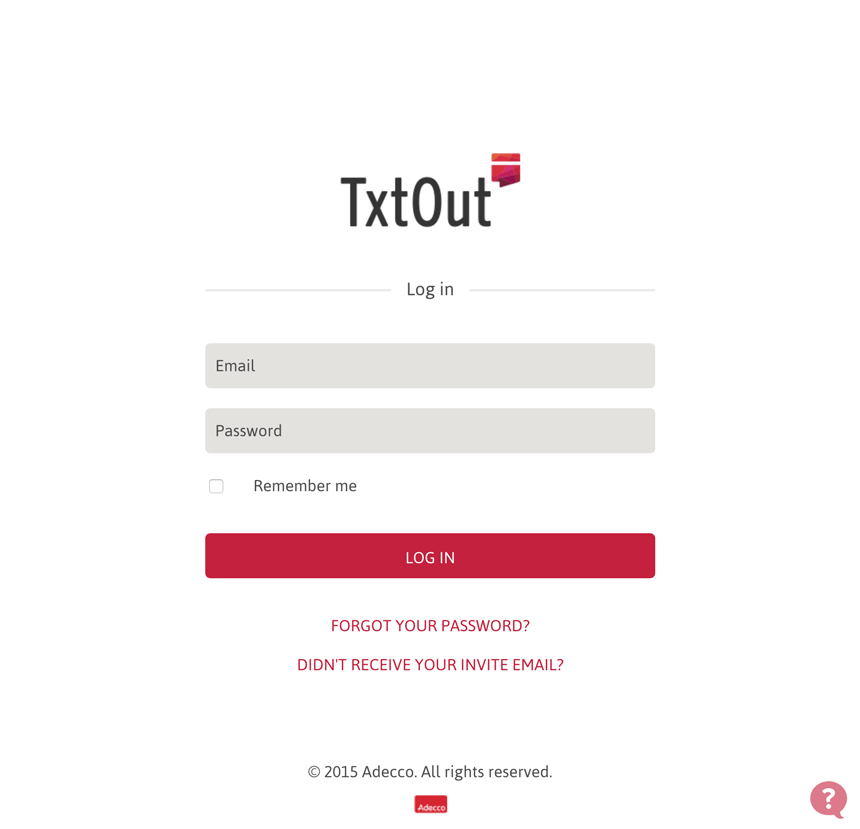 TxtOut
Log in
Email
Password
Remember me
LOG IN
FORGOT YOUR PASSWORD?
DIDN'T RECEIVE YOUR INVITE EMAIL?
© 2015 Adecco. All rights reserved.
Adecco
?